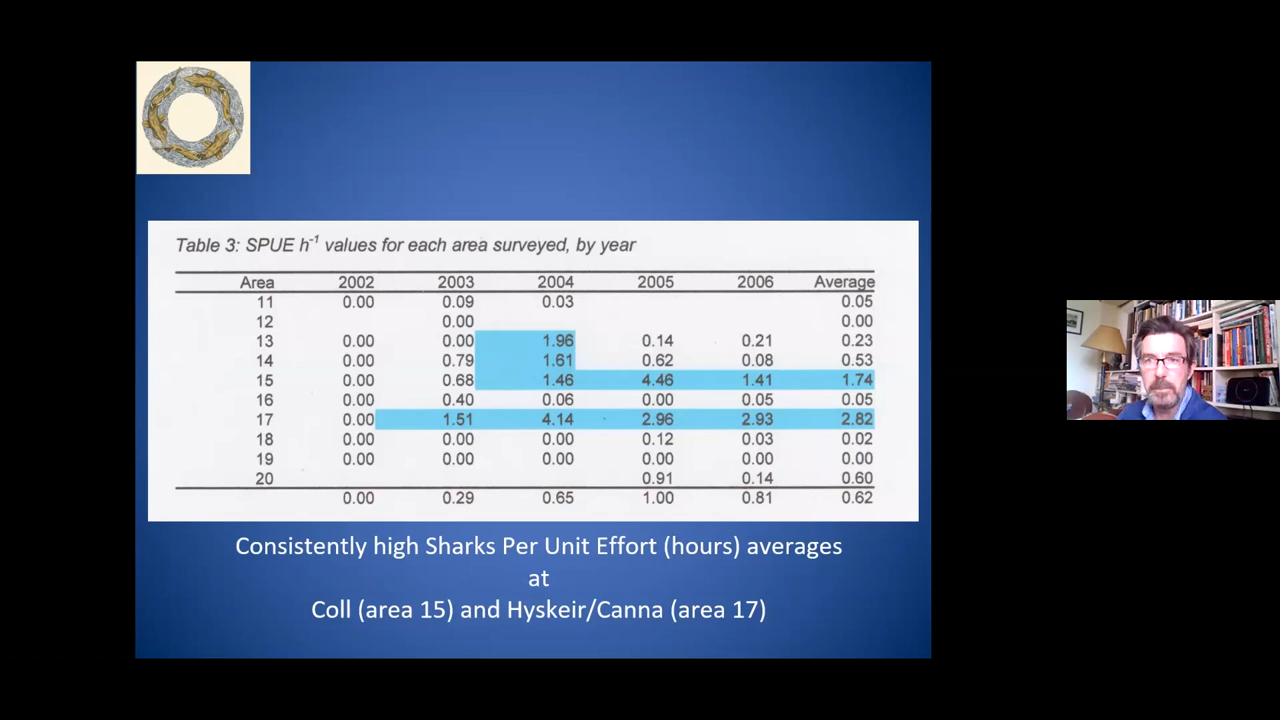 Table 3: SPUE h-1 values for each area surveyed, by year
Area 2002 2003 2004 2005 2006 Average
11 0.00 0.09 0.03 0.05
12 0.00 0.00
13 0.00 0.00 1.96 0.14 0.21 0.23
14 0.00 0.79 1.61 0.62 0.08 0.53
15 0.00 0.68 1.46 4.46 1.41 1.74
16 0.00 0.40 0.06 0.00 0.05 0.05
17 0.00 1.51 4.14 2.96 2.93 2.82
18 0.00 0.00 0.00 0.12 0.03 0.02
19 0.00 0.00 0.00 0.00 0.00 0.00
20 0.91 0.14 0.60
0.00 0.29 0.65 1.00 0.81 0.62
Consistently high Sharks Per Unit Effort (hours) averages
at
Coll (area 15) and Hyskeir/Canna (area 17)